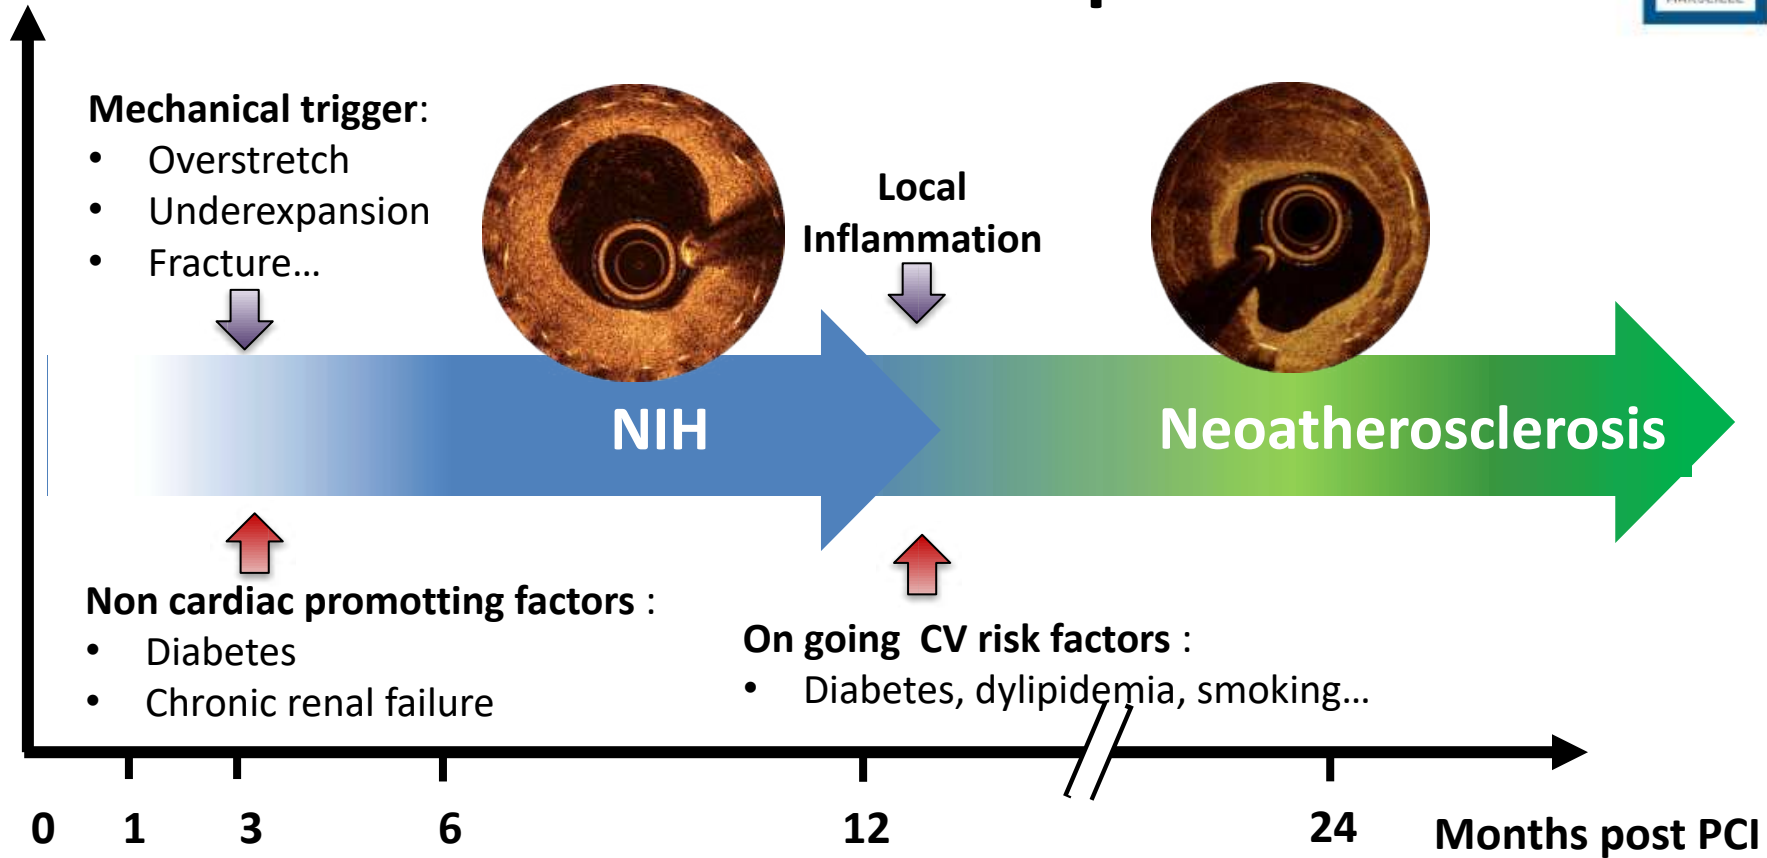 Mechanical trigger:
• Overstretch
• Underexpansion
• Fracture…
Local
Inflammation
NIH
Neoatherosclerosis
Non cardiac promotting factors :
• Diabetes
• Chronic renal failure
On going CV risk factors :
• Diabetes, dylipidemia, smoking…
0 1 3 6 12 24 Months post PCI